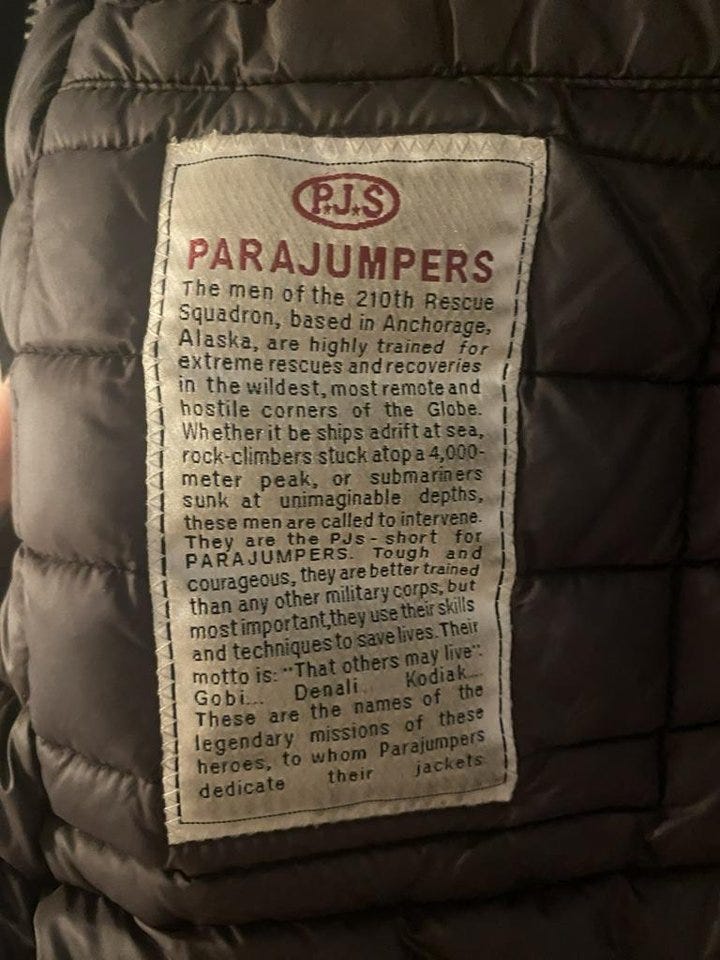 P.J.S
PARAJUMPERS
The men of the 210th Rescue
Squadron, based in Anchorage,
Alaska, are highly trained for
extreme rescues and recoveries
in the wildest, most remote and
hostile corners of the Globe.
Whether it be ships adrift at sea,
rock-climbers stuck atop a 4,000-
meter peak, or submariners
sunk at unimaginable depths,
these men are called to intervene.
They are the PJs - short for
PARAJUMPERS. Tough and
courageous, they are better trained
than any other military corps, but
most important,they use their skills
and techniques to save lives. Their
motto is: "That others may live".
Gobi... Denali... Kodiak...
These are the names of the
legendary missions of these
heroes, to whom Parajumpers
dedicate their jackets